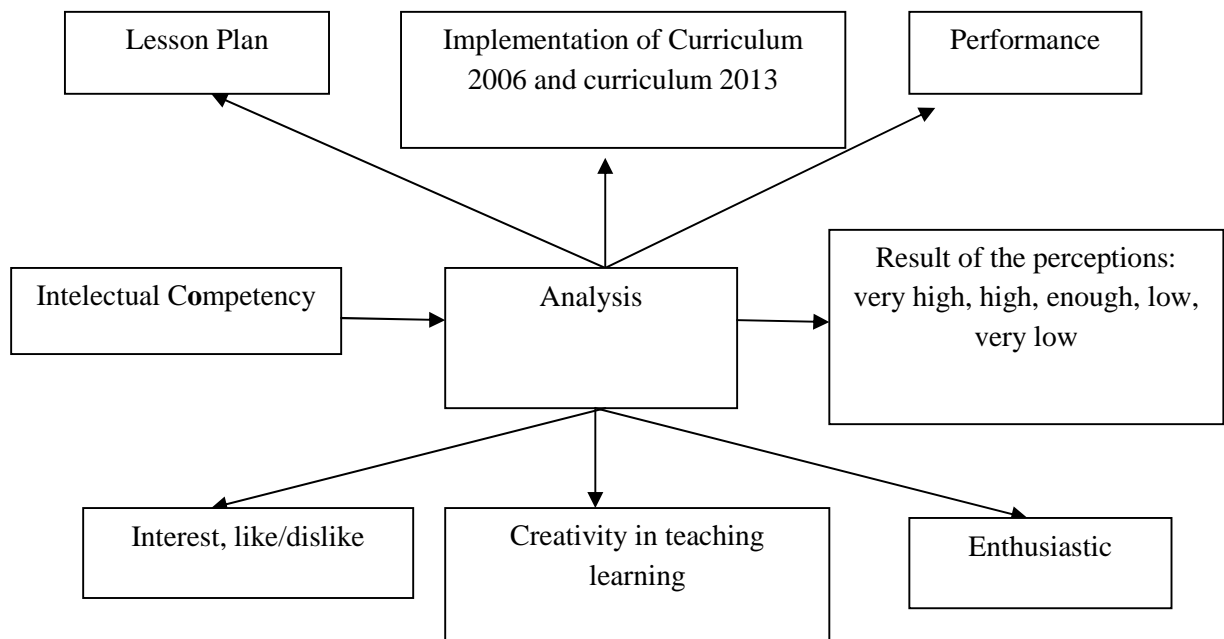 Lesson Plan
Implementation of Curriculum
2006 and curriculum 2013
Performance
Intelectual Competency
Analysis
Result of the perceptions:
very high, high, enough, low,
very low
Interest, like/dislike
Creativity in teaching
learning
Enthusiastic